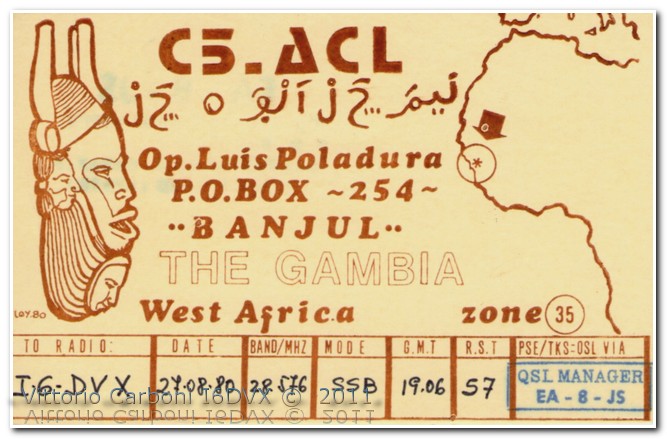 C5-ACL
Op. Luis Poladura
P.O.BOX ~254~
··BANJUL··
THE GAMBIA
West Africa zone 35
LOY.80
TO RADIO: DATE BAND/MHZ MODE G.M.T R.S.T PSE/TKS=QSL VIA
I6-DVX 27.08.80 28.576 SSB 19.06 57 QSL MANAGER
EA - 8 - JS
Vittorio Carboni I6DVX © 2011